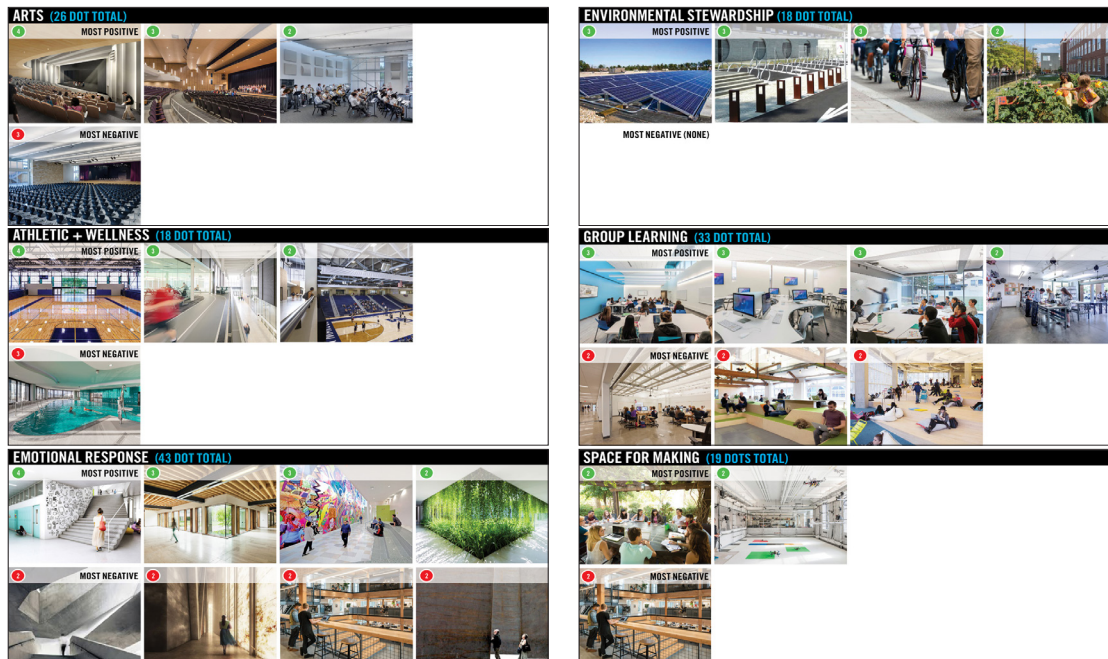 ARTS (26 DOT TOTAL)
4 MOST POSITIVE 3 2
3 MOST NEGATIVE
ATHLETIC + WELLNESS (18 DOT TOTAL)
4 MOST POSITIVE 3 2
3 MOST NEGATIVE
EMOTIONAL RESPONSE (43 DOT TOTAL)
4 MOST POSITIVE 3 3 2
2 MOST NEGATIVE 2 2 2
ENVIRONMENTAL STEWARDSHIP (18 DOT TOTAL)
3 MOST POSITIVE 3 3 2
MOST NEGATIVE (NONE)
GROUP LEARNING (33 DOT TOTAL)
3 MOST POSITIVE 3 3 2
2 MOST NEGATIVE 2 2
SPACE FOR MAKING (19 DOTS TOTAL)
2 MOST POSITIVE 2
2 MOST NEGATIVE